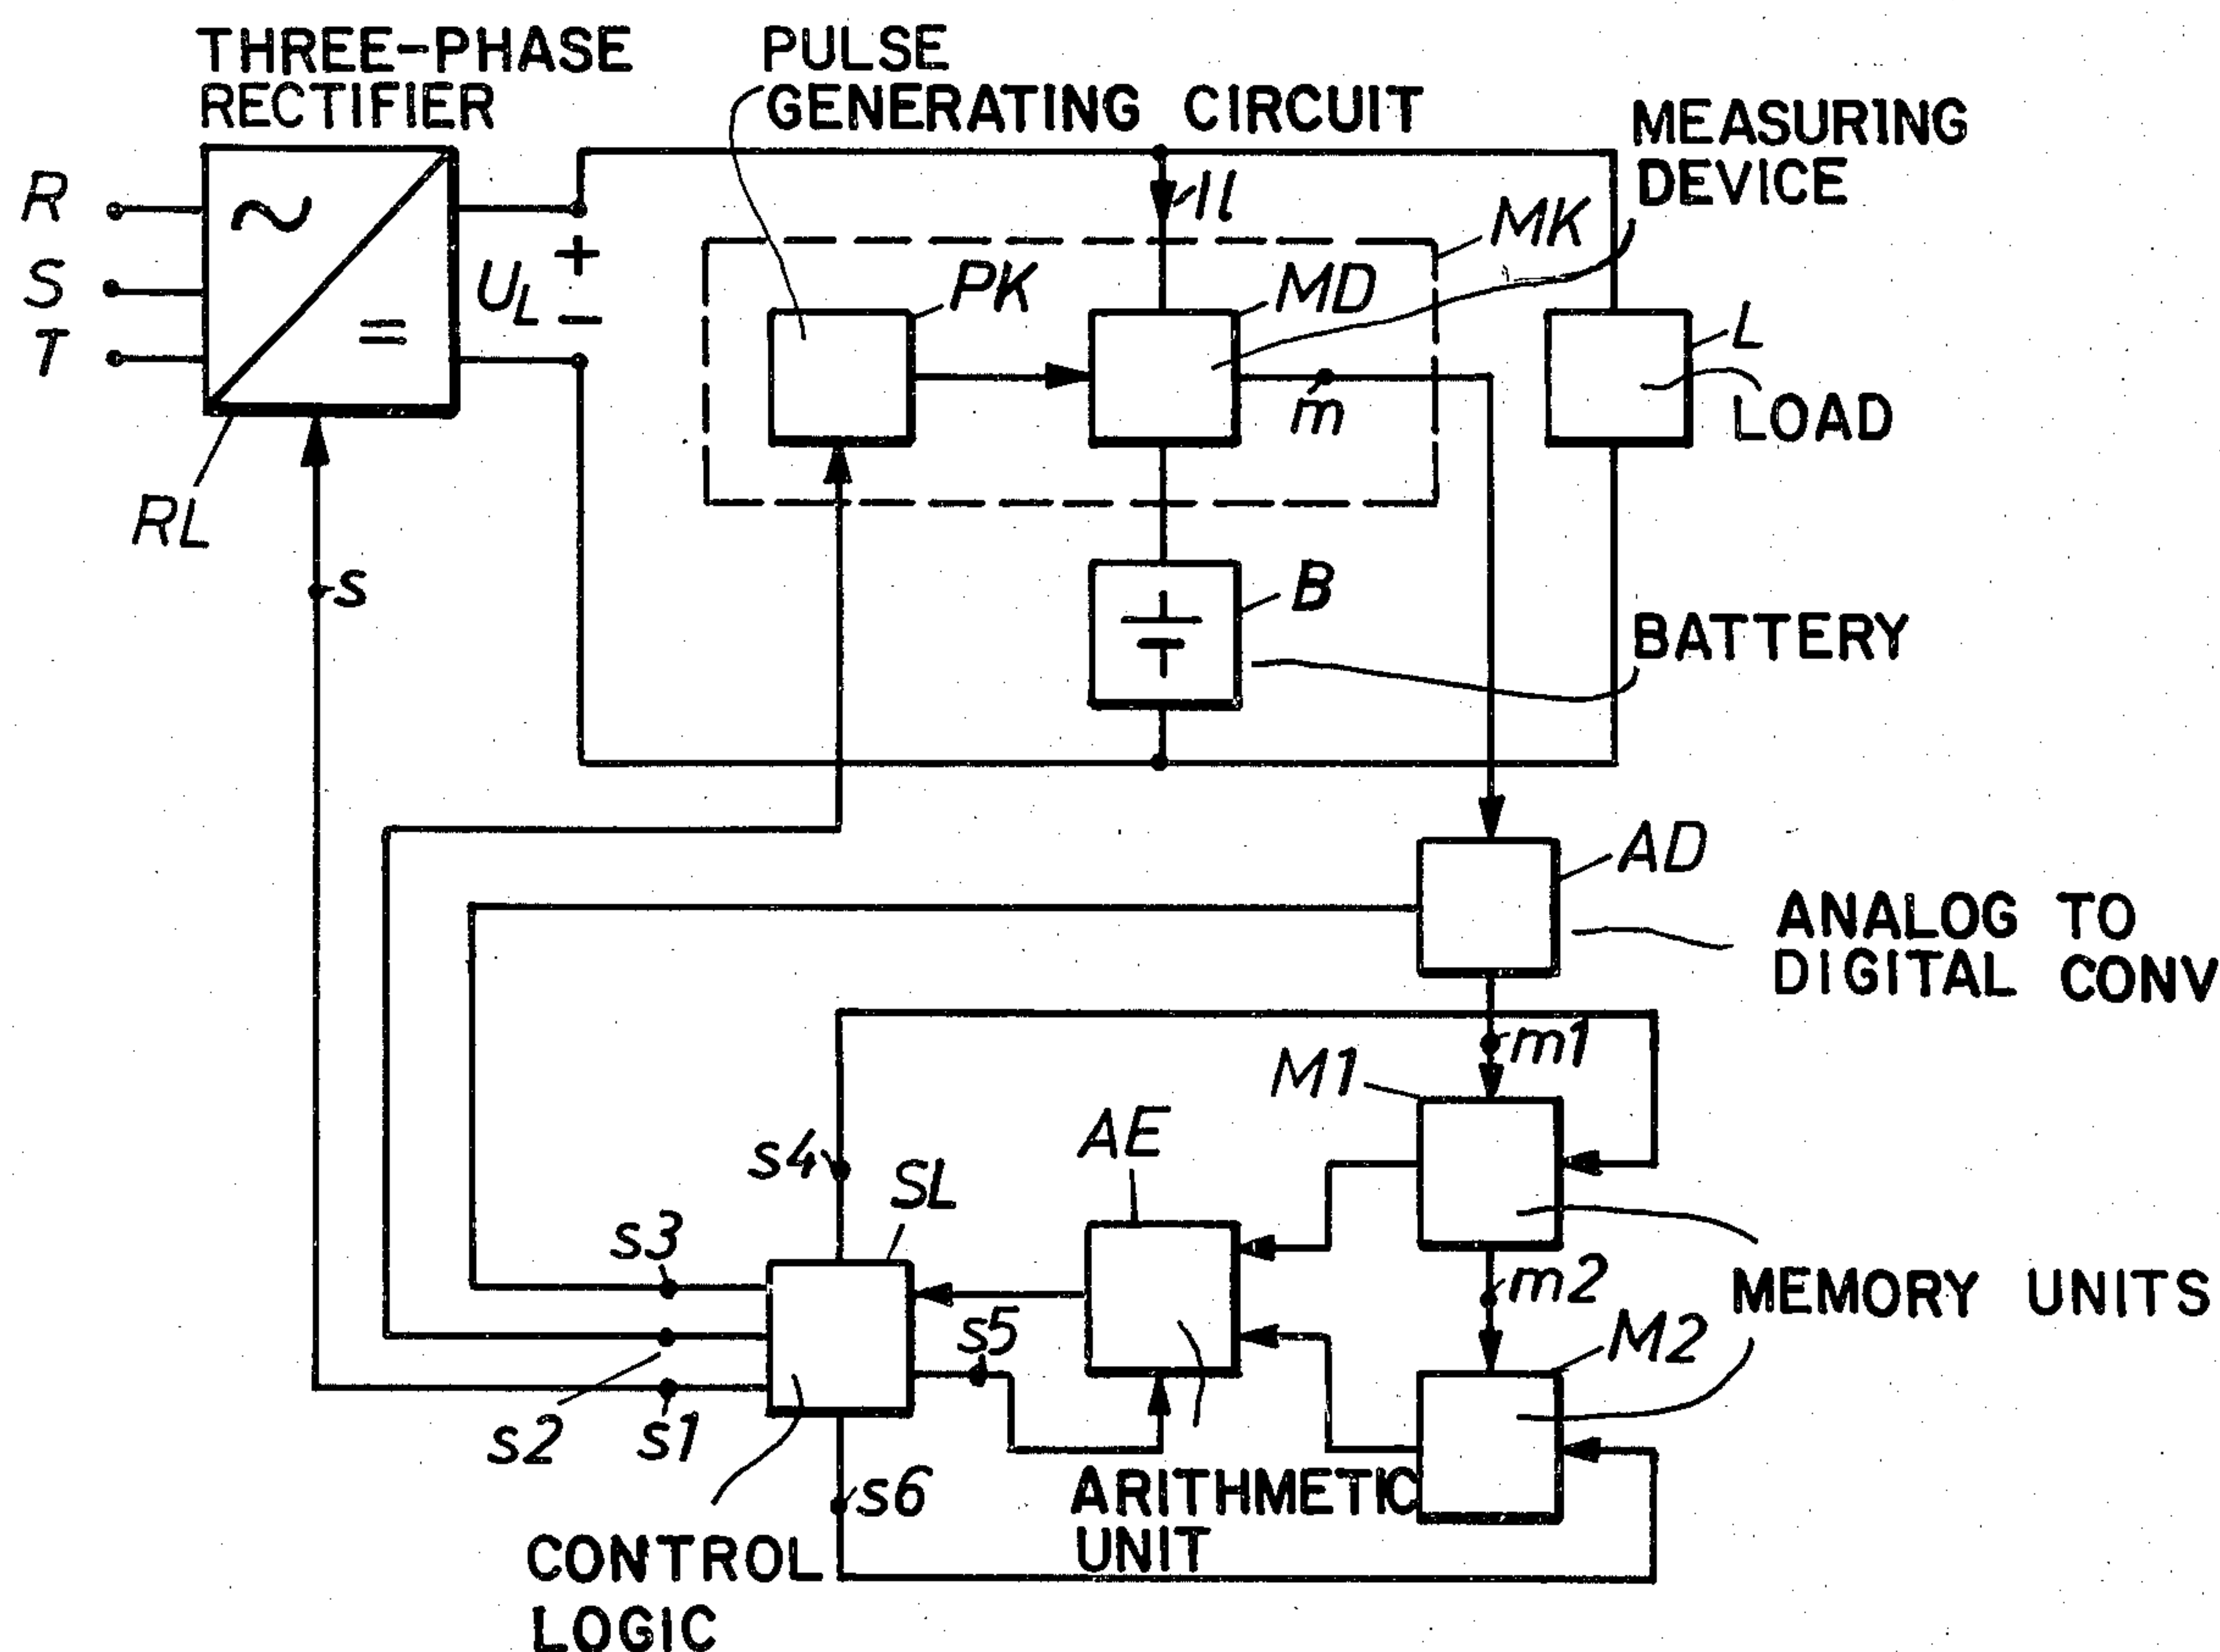 THREE-PHASE
RECTIFIER
PULSE
GENERATING CIRCUIT
MEASURING
DEVICE
R
S
T
~
=
UL
+
−
Il
MK
PK
MD
m
L
LOAD
RL
s
B
BATTERY
AD
ANALOG TO
DIGITAL CONV
m1
M1
AE
s4
SL
s3
m2
MEMORY UNITS
s5
M2
s2
s1
s6
ARITHMETIC
UNIT
CONTROL
LOGIC